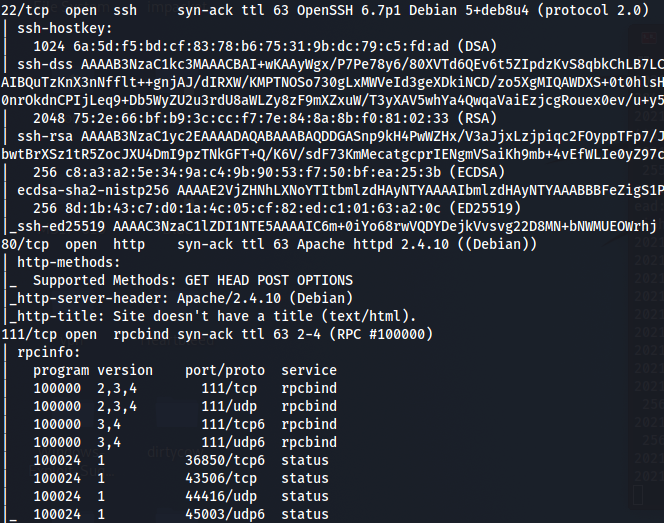 22/tcp open ssh syn-ack ttl 63 OpenSSH 6.7p1 Debian 5+deb8u4 (protocol 2.0)
| ssh-hostkey:
| 1024 6a:5d:f5:bd:cf:83:78:b6:75:31:9b:dc:79:c5:fd:ad (DSA)
| ssh-dss AAAAB3NzaC1kc3MAAACBAI+wKAAyWgx/P7Pe78y6/80XVTd6QEv6t5ZIpdzKvS8qbkChLB7LC
AIBQuTzKnX3nNfflt++gnjAJ/dIRXW/KMPTNOSo730gLxMWVeId3geXDkiNCD/zo5XgMIQAWDXS+0t0hlsH
0nrOkdnCPIjLeq9+Db5WyZU2u3rdU8aWLZy8zF9mXZxuW/T3yXAV5whYa4QwqaVaiEzjcgRouex0ev/u+y5
| 2048 75:2e:66:bf:b9:3c:cc:f7:7e:84:8a:8b:f0:81:02:33 (RSA)
| ssh-rsa AAAAB3NzaC1yc2EAAAADAQABAAABAQDDGASnp9kH4PwWZHx/V3aJjxLzjpiqc2FOyppTFp7/J
bwtBrXSz1tR5ZocJXU4DmI9pzTNkGFT+Q/K6V/sdF73KmMecatgcprIENgmVSaiKh9mb+4vEfWLIe0yZ97c
| 256 c8:a3:a2:5e:34:9a:c4:9b:90:53:f7:50:bf:ea:25:3b (ECDSA)
| ecdsa-sha2-nistp256 AAAAE2VjZHNhLXNoYTItbmlzdHAyNTYAAAAIbmlzdHAyNTYAAABBBFeZigS1P
| 256 8d:1b:43:c7:d0:1a:4c:05:cf:82:ed:c1:01:63:a2:0c (ED25519)
|_ssh-ed25519 AAAAC3NzaC1lZDI1NTE5AAAAIC6m+0iYo68rwVQDYDejkVvsvg22D8MN+bNWMUEOWrhj
80/tcp open http syn-ack ttl 63 Apache httpd 2.4.10 ((Debian))
| http-methods:
|_ Supported Methods: GET HEAD POST OPTIONS
|_http-server-header: Apache/2.4.10 (Debian)
|_http-title: Site doesn't have a title (text/html).
111/tcp open rpcbind syn-ack ttl 63 2-4 (RPC #100000)
| rpcinfo:
| program version port/proto service
| 100000 2,3,4 111/tcp rpcbind
| 100000 2,3,4 111/udp rpcbind
| 100000 3,4 111/tcp6 rpcbind
| 100000 3,4 111/udp6 rpcbind
| 100024 1 36850/tcp6 status
| 100024 1 43506/tcp status
| 100024 1 44416/udp status
|_ 100024 1 45003/udp6 status